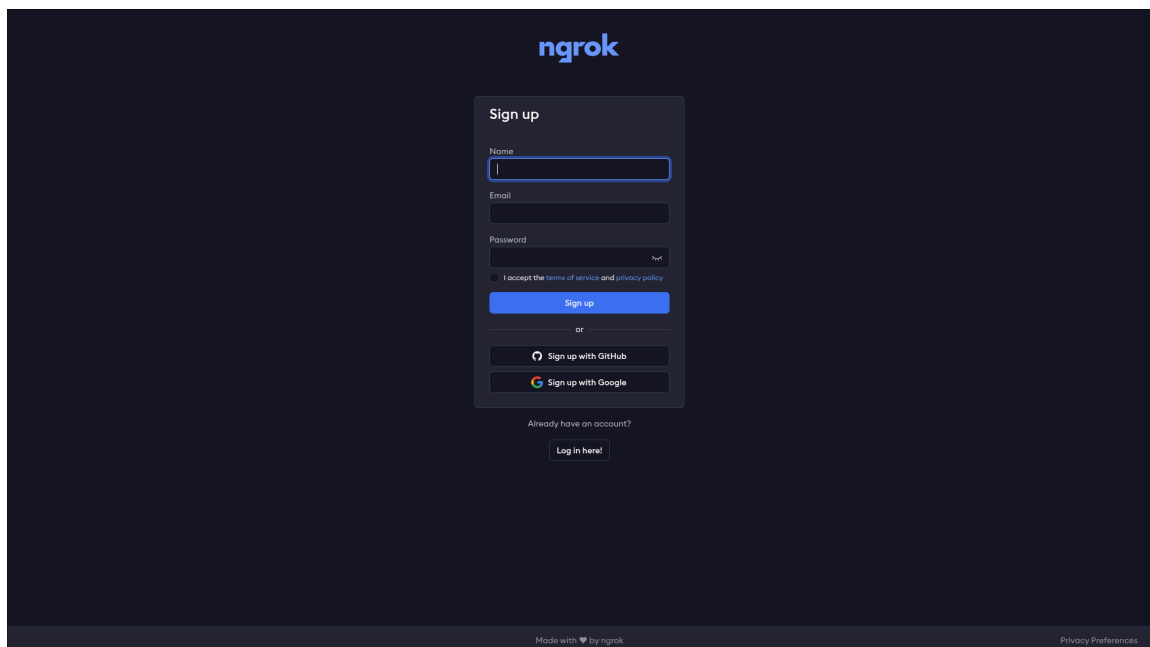 ngrok
Sign up
Name
Email
Password
I accept the terms of service and privacy policy
Sign up
or
Sign up with GitHub
Sign up with Google
Already have an account?
Log in here!
Made with ♥ by ngrok
Privacy Preferences